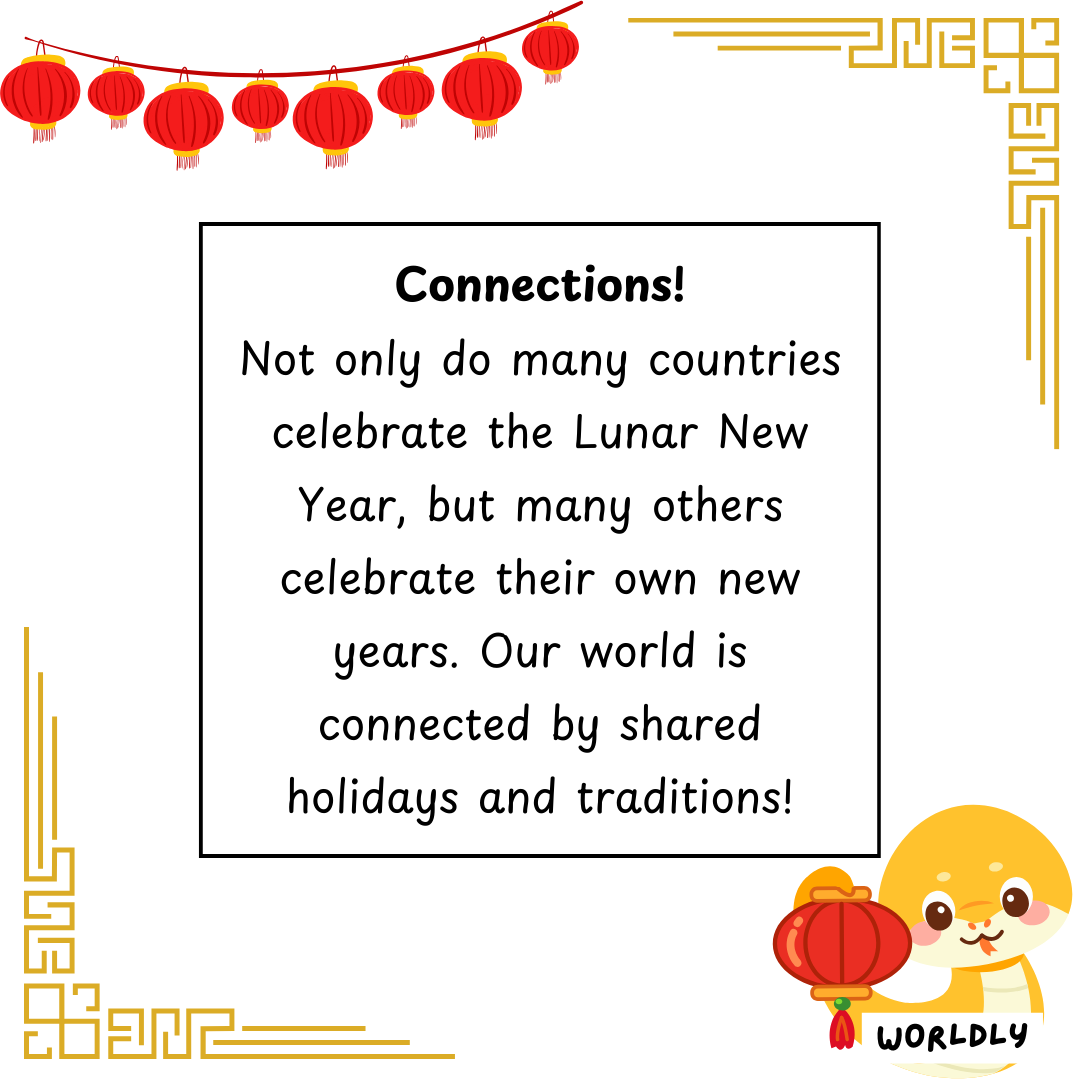 Connections!
Not only do many countries
celebrate the Lunar New
Year, but many others
celebrate their own new
years. Our world is
connected by shared
holidays and traditions!
WORLDLY